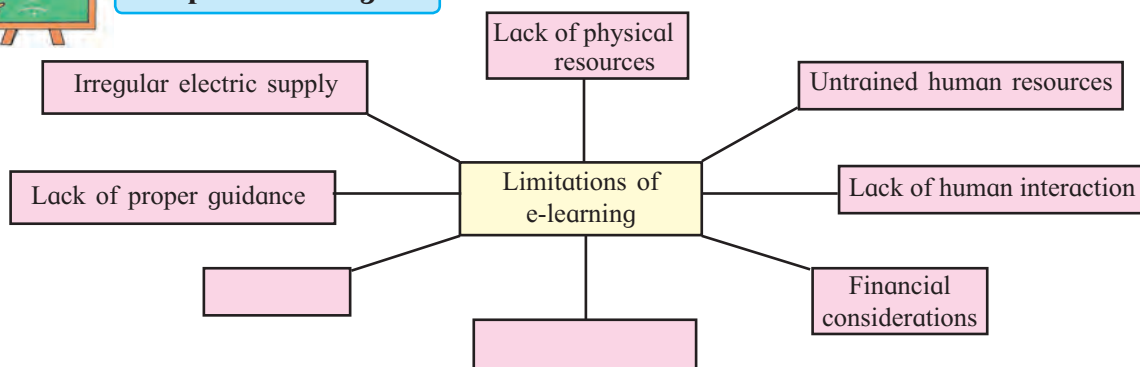 Lack of physical
resources
Irregular electric supply
Untrained human resources
Limitations of
e-learning
Lack of proper guidance
Lack of human interaction
Financial
considerations